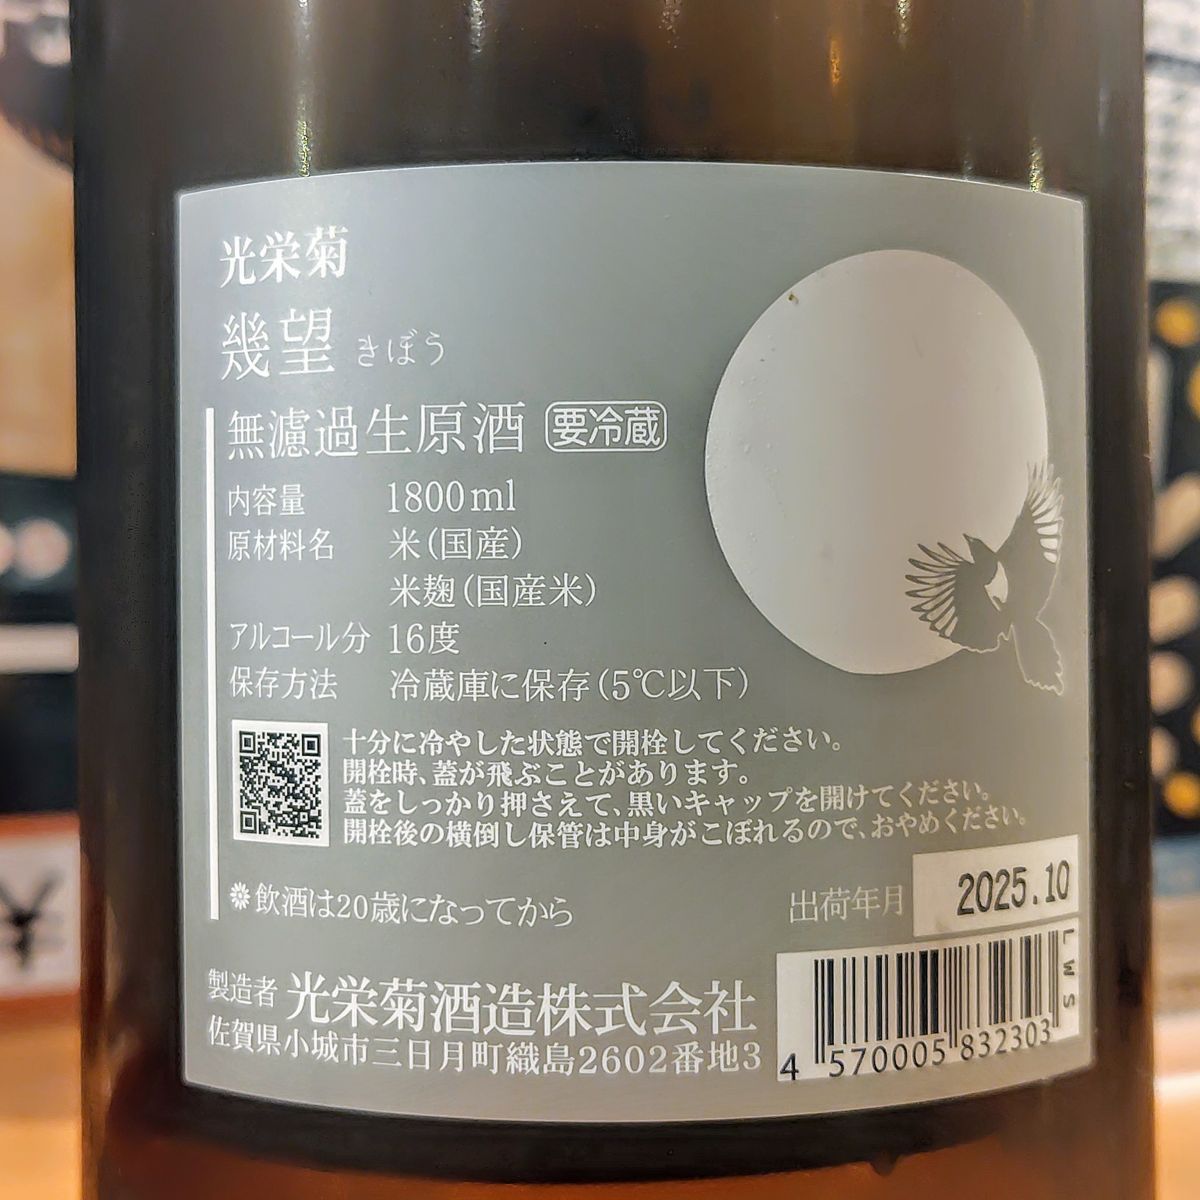 光栄菊
幾望 きぼう
無濾過生原酒 要冷蔵
内容量 1800ml
原材料名 米(国産)
米麹(国産米)
アルコール分 16度
保存方法 冷蔵庫に保存(5℃以下)
十分に冷やした状態で開栓してください。
開栓時、蓋が飛ぶことがあります。
蓋をしっかり押さえて、黒いキャップを開けてください。
開栓後の横倒し保管は中身がこぼれるので、おやめください。
飲酒は20歳になってから
出荷年月 2025.10
製造者 光栄菊酒造株式会社
佐賀県小城市三日月町織島2602番地3
LWS
4 570005 832303
¥